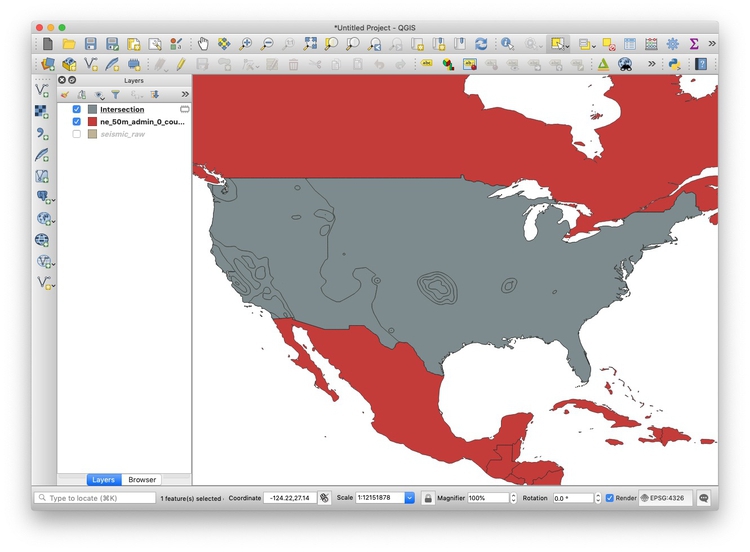 *Untitled Project - QGIS
Layers
Intersection
ne_50m_admin_0_cou...
seismic_raw
Layers
Browser
Type to locate (⌘K)
1 feature(s) selected
Coordinate
-124.22,27.14
Scale
1:12151878
Magnifier
100%
Rotation
0.0 °
Render
EPSG:4326